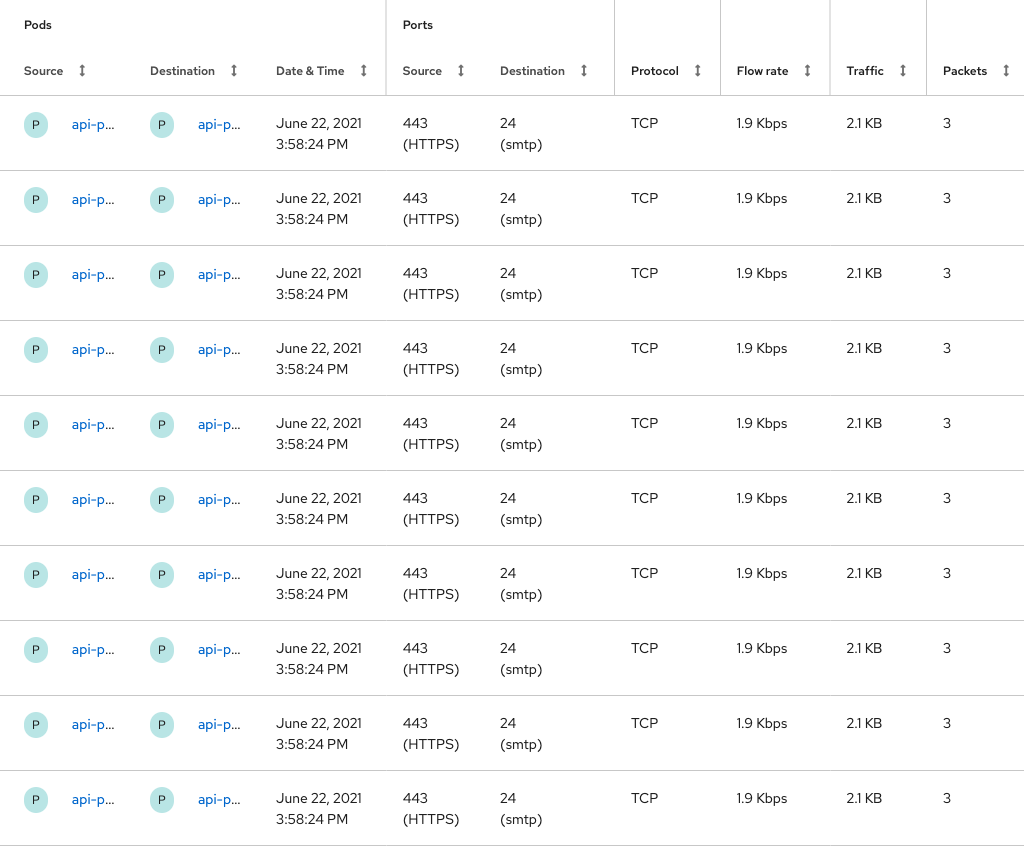 Pods Ports
Source Destination Date & Time Source Destination Protocol Flow rate Traffic Packets
P api-p... P api-p... June 22, 2021 443 24 TCP 1.9 Kbps 2.1 KB 3
3:58:24 PM (HTTPS) (smtp)
P api-p... P api-p... June 22, 2021 443 24 TCP 1.9 Kbps 2.1 KB 3
3:58:24 PM (HTTPS) (smtp)
P api-p... P api-p... June 22, 2021 443 24 TCP 1.9 Kbps 2.1 KB 3
3:58:24 PM (HTTPS) (smtp)
P api-p... P api-p... June 22, 2021 443 24 TCP 1.9 Kbps 2.1 KB 3
3:58:24 PM (HTTPS) (smtp)
P api-p... P api-p... June 22, 2021 443 24 TCP 1.9 Kbps 2.1 KB 3
3:58:24 PM (HTTPS) (smtp)
P api-p... P api-p... June 22, 2021 443 24 TCP 1.9 Kbps 2.1 KB 3
3:58:24 PM (HTTPS) (smtp)
P api-p... P api-p... June 22, 2021 443 24 TCP 1.9 Kbps 2.1 KB 3
3:58:24 PM (HTTPS) (smtp)
P api-p... P api-p... June 22, 2021 443 24 TCP 1.9 Kbps 2.1 KB 3
3:58:24 PM (HTTPS) (smtp)
P api-p... P api-p... June 22, 2021 443 24 TCP 1.9 Kbps 2.1 KB 3
3:58:24 PM (HTTPS) (smtp)
P api-p... P api-p... June 22, 2021 443 24 TCP 1.9 Kbps 2.1 KB 3
3:58:24 PM (HTTPS) (smtp)